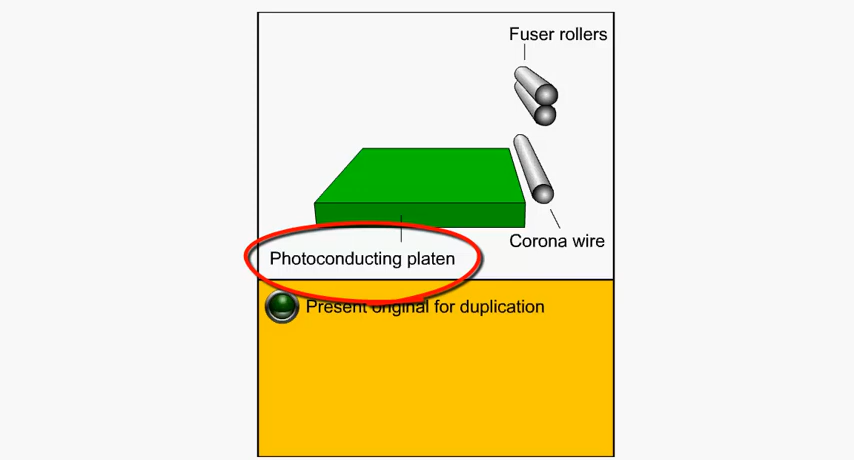 Fuser rollers
Corona wire
Photoconducting platen
Present original for duplication